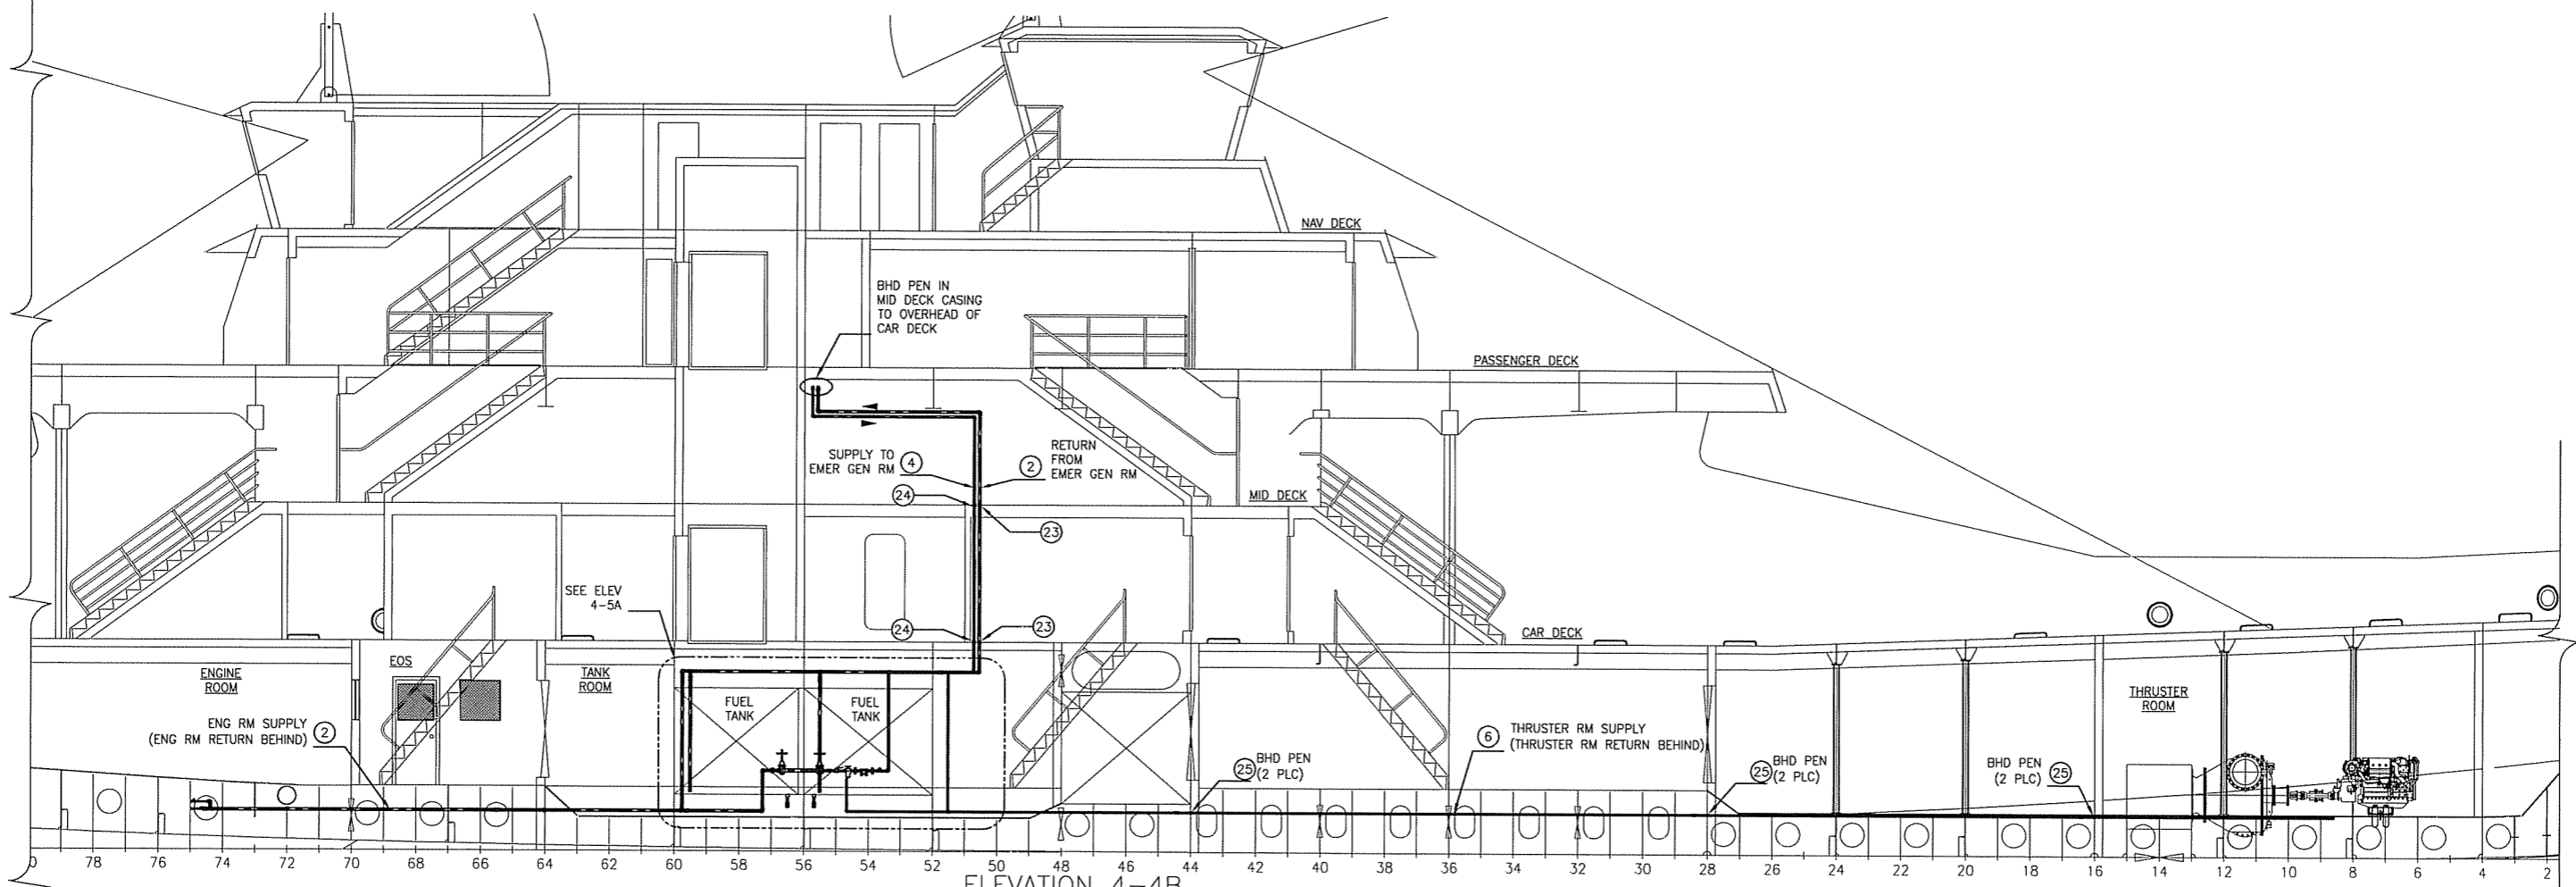 NAV DECK
BHD PEN IN
MID DECK CASING
TO OVERHEAD OF
CAR DECK
PASSENGER DECK
SUPPLY TO
EMER GEN RM
4
2
RETURN
FROM
EMER GEN RM
24
MID DECK
23
SEE ELEV
4-5A
24
23
CAR DECK
ENGINE
ROOM
EOS
TANK
ROOM
FUEL
TANK
FUEL
TANK
THRUSTER
ROOM
ENG RM SUPPLY
(ENG RM RETURN BEHIND)
2
25
BHD PEN
(2 PLC)
6
THRUSTER RM SUPPLY
(THRUSTER RM RETURN BEHIND)
25
BHD PEN
(2 PLC)
BHD PEN
(2 PLC)
25
0 78 76 74 72 70 68 66 64 62 60 58 56 54 52 50 48 46 44 42 40 38 36 34 32 30 28 26 24 22 20 18 16 14 12 10 8 6 4 2
ELEVATION 4-4B